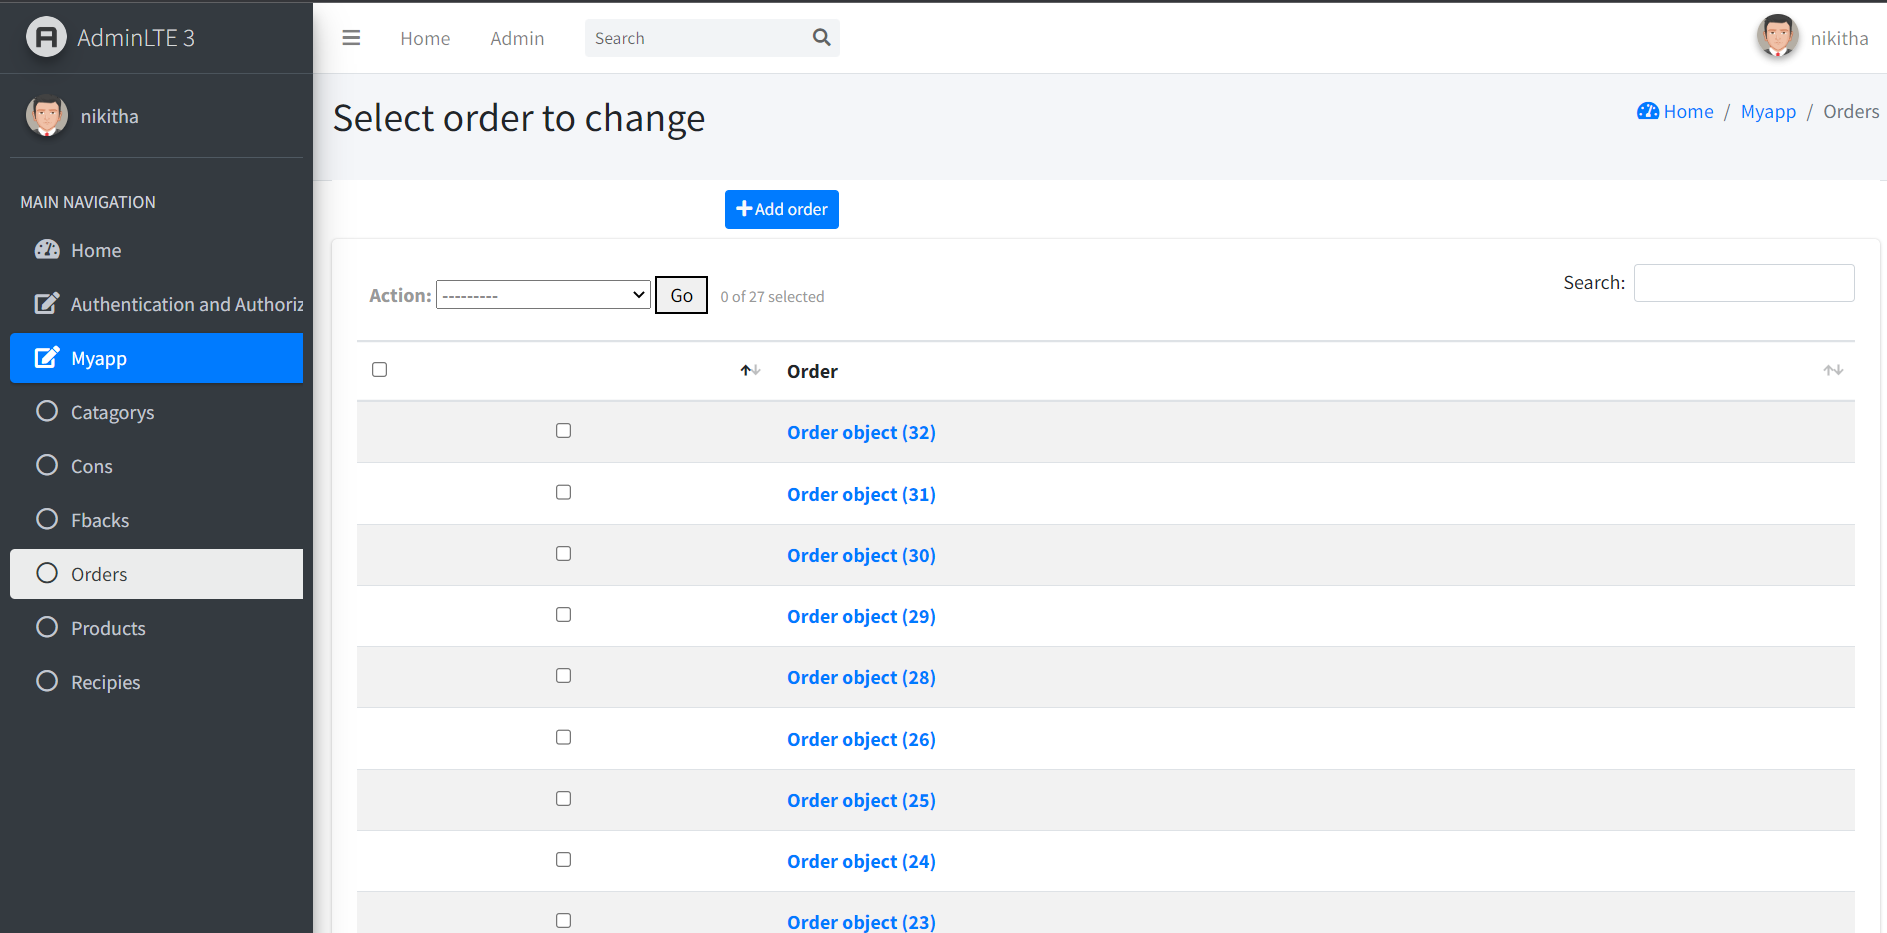 AdminLTE 3
nikitha
MAIN NAVIGATION
Home
Authentication and Authoriz
Myapp
Catagorys
Cons
Fbacks
Orders
Products
Recipies
Home Admin Search nikitha
Select order to change
Home / Myapp / Orders
Add order
Action: --------- Go 0 of 27 selected
Search:
Order
Order object (32)
Order object (31)
Order object (30)
Order object (29)
Order object (28)
Order object (26)
Order object (25)
Order object (24)
Order object (23)